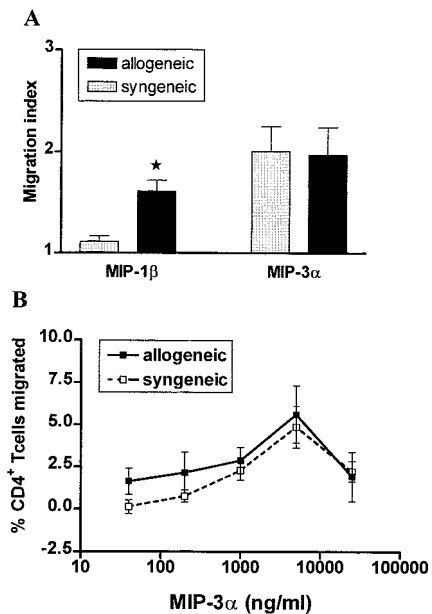 A
3
2
1
Migration index
allogeneic
syngeneic
★
MIP-1β
MIP-3α
B
10.0
7.5
5.0
2.5
0.0
-2.5
% CD4+ Tcells migrated
allogeneic
syngeneic
10
100
1000
10000
100000
MIP-3α (ng/ml)